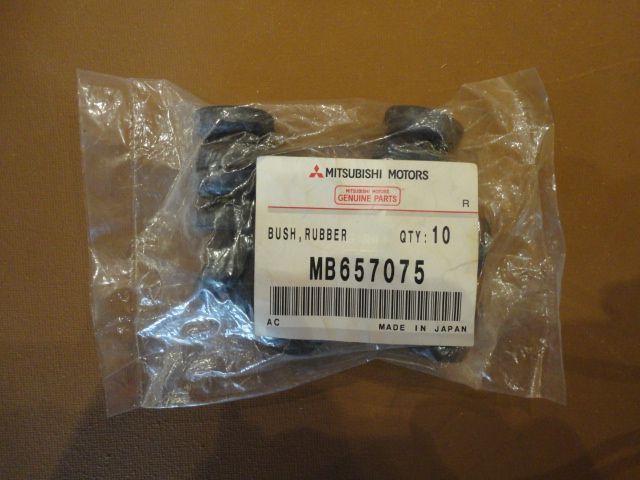 MITSUBISHI MOTORS
MITSUBISHI MOTORS
GENUINE PARTS
R
BUSH,RUBBER QTY:10
MB657075
AC MADE IN JAPAN